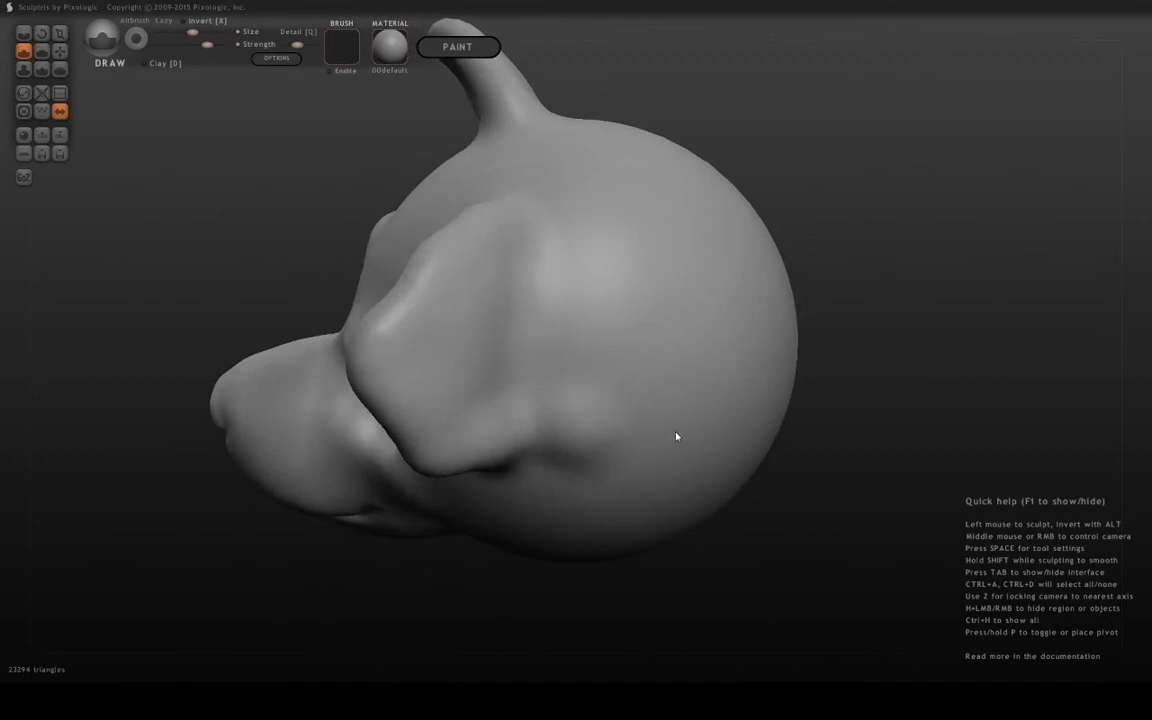 Sculptris by Pixologic Copyright © 2009-2015 Pixologic, Inc.
Airbrush Lazy Invert [X]
Size Detail [Q]
Strength
OPTIONS
DRAW Clay [D]
BRUSH
Enable
MATERIAL
00default
PAINT
GoZ
Quick help (F1 to show/hide)
Left mouse to sculpt, invert with ALT
Middle mouse or RMB to control camera
Press SPACE for tool settings
Hold SHIFT while sculpting to smooth
Press TAB to show/hide interface
CTRL+A, CTRL+D will select all/none
Use Z for locking camera to nearest axis
H+LMB/RMB to hide region or objects
Ctrl+H to show all
Press/hold P to toggle or place pivot
Read more in the documentation
23294 triangles